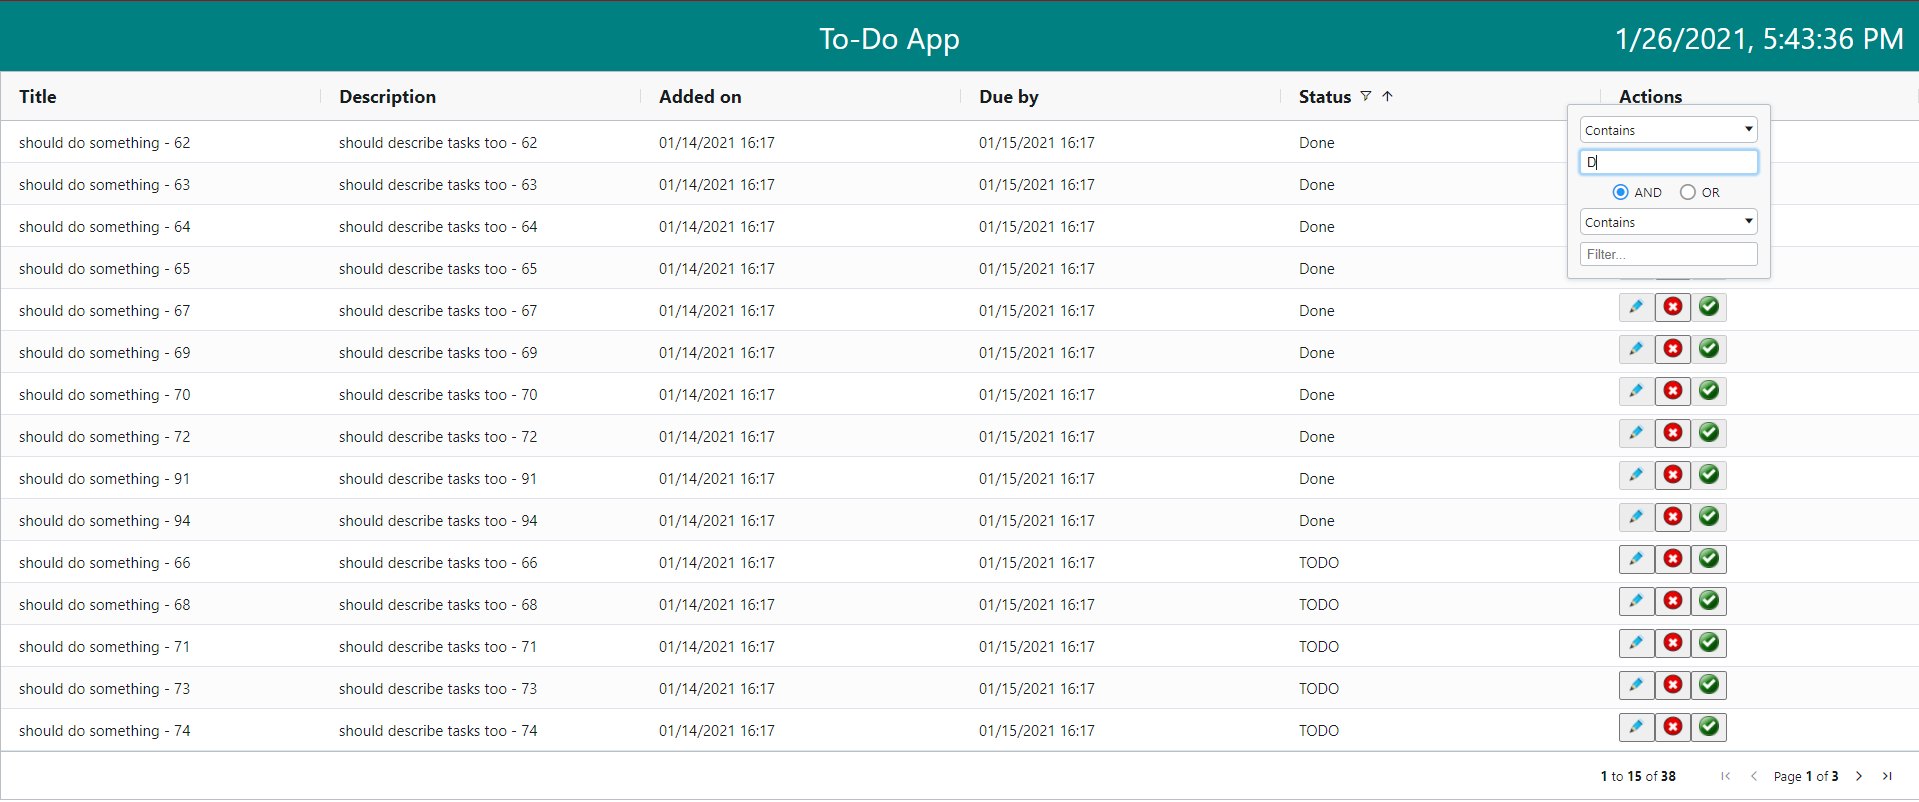 To-Do App 1/26/2021, 5:43:36 PM
Title Description Added on Due by Status Actions
Contains
D
AND OR
Contains
Filter...
should do something - 62 should describe tasks too - 62 01/14/2021 16:17 01/15/2021 16:17 Done
should do something - 63 should describe tasks too - 63 01/14/2021 16:17 01/15/2021 16:17 Done
should do something - 64 should describe tasks too - 64 01/14/2021 16:17 01/15/2021 16:17 Done
should do something - 65 should describe tasks too - 65 01/14/2021 16:17 01/15/2021 16:17 Done
should do something - 67 should describe tasks too - 67 01/14/2021 16:17 01/15/2021 16:17 Done
should do something - 69 should describe tasks too - 69 01/14/2021 16:17 01/15/2021 16:17 Done
should do something - 70 should describe tasks too - 70 01/14/2021 16:17 01/15/2021 16:17 Done
should do something - 72 should describe tasks too - 72 01/14/2021 16:17 01/15/2021 16:17 Done
should do something - 91 should describe tasks too - 91 01/14/2021 16:17 01/15/2021 16:17 Done
should do something - 94 should describe tasks too - 94 01/14/2021 16:17 01/15/2021 16:17 Done
should do something - 66 should describe tasks too - 66 01/14/2021 16:17 01/15/2021 16:17 TODO
should do something - 68 should describe tasks too - 68 01/14/2021 16:17 01/15/2021 16:17 TODO
should do something - 71 should describe tasks too - 71 01/14/2021 16:17 01/15/2021 16:17 TODO
should do something - 73 should describe tasks too - 73 01/14/2021 16:17 01/15/2021 16:17 TODO
should do something - 74 should describe tasks too - 74 01/14/2021 16:17 01/15/2021 16:17 TODO
1 to 15 of 38 Page 1 of 3